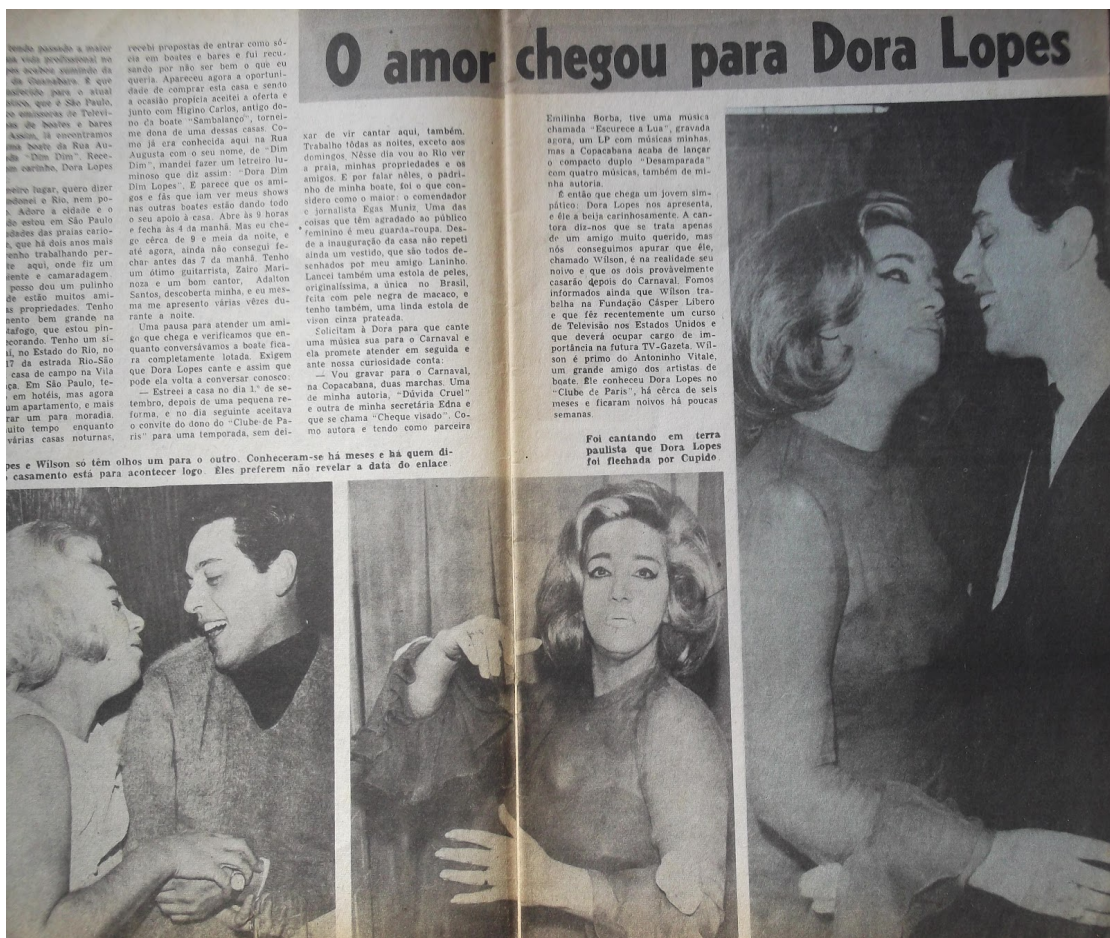 O amor chegou para Dora Lopes
tendo passado a maior
vida profissional no
acabou sumindo da
da Guanabara. É que
para o atual
que é São Paulo,
emissoras de Televi-
de boates e bares
Assim, lá encontramos
boate da Rua Au-
"Dim Dim". Rece-
carinho, Dora Lopes
lugar, quero dizer
e Rio, nem po-
Adoro a cidade e o
estou em São Paulo
das praias cario-
que há dois anos mais
trabalhando per-
aqui, onde fiz um
e camaradagem.
posso dou um pulinho
estão muitos ami-
propriedades. Tenho
bem grande na
que estou pin-
Tenho um sí-
no Estado do Rio, no
17 da estrada Rio-São
casa de campo na Vila
Em São Paulo, te-
em hotéis, mas agora
um apartamento, e mais
um para moradia.
tempo enquanto
várias casas noturnas,
recebi propostas de entrar como só-
cia em boates e bares e fui recu-
sando por não ser bem o que eu
queria. Apareceu agora a oportuni-
dade de comprar esta casa e sendo
a ocasião propícia aceitei a oferta e
junto com Higino Carlos, antigo do-
no da boate "Sambalanço", tornei-
me dona de uma dessas casas. Co-
mo já era conhecida aqui na Rua
Augusta com o seu nome, de "Dim
Dim", mandei fazer um letreiro lu-
minoso que diz assim: "Dora Dim
Dim Lopes". E parece que os ami-
gos e fãs que iam ver meus shows
nas outras boates estão dando todo
o seu apoio à casa. Abre às 9 horas
e fecha às 4 da manhã. Mas eu che-
go cêrca de 9 e meia da noite, e
até agora, ainda não consegui fe-
char antes das 7 da manhã. Tenho
um ótimo guitarrista, Zairo Mari-
noza e um bom cantor, Adalton
Santos, descoberta minha, e eu mes-
ma me apresento várias vêzes du-
rante a noite.
Uma pausa para atender um ami-
go que chega e verificamos que en-
quanto conversávamos a boate fica-
ra completamente lotada. Exigem
que Dora Lopes cante e assim que
pode ela volta a conversar conosco:
— Estreei a casa no dia 1.º de se-
tembro, depois de uma pequena re-
forma, e no dia seguinte aceitava
o convite do dono do "Clube de Pa-
ris" para uma temporada, sem dei-
xar de vir cantar aqui, também.
Trabalho tôdas as noites, exceto aos
domingos. Nêsse dia vou ao Rio ver
a praia, minhas propriedades e os
amigos. E por falar nêles, o padri-
nho de minha boate, foi o que con-
sidero como o maior: o comendador
e jornalista Egas Muniz. Uma das
coisas que têm agradado ao público
feminino é meu guarda-roupa. Des-
de a inauguração da casa não repeti
ainda um vestido, que são todos de-
senhados por meu amigo Laninho.
Lancei também uma estola de peles,
originalíssima, a única no Brasil,
feita com pele negra de macaco, e
tenho também, uma linda estola de
vison cinza prateada.
Solicitam à Dora para que cante
uma música sua para o Carnaval e
ela promete atender em seguida e
ante nossa curiosidade conta:
— Vou gravar para o Carnaval,
na Copacabana, duas marchas. Uma
de minha autoria, "Dúvida Cruel"
e outra de minha secretária Edna e
que se chama "Cheque visado". Co-
mo autora e tendo como parceira
Emilinha Borba, tive uma música
chamada "Escurece a Lua", gravada
agora, um LP com músicas minhas,
mas a Copacabana acaba de lançar
o compacto duplo "Desamparada"
com quatro músicas, também de mi-
nha autoria.
É então que chega um jovem sim-
pático: Dora Lopes nos apresenta,
e êle a beija carinhosamente. A can-
tora diz-nos que se trata apenas
de um amigo muito querido, mas
nós conseguimos apurar que êle,
chamado Wilson, é na realidade seu
noivo e que os dois provàvelmente
casarão depois do Carnaval. Fomos
informados ainda que Wilson tra-
balha na Fundação Cásper Líbero
e que fêz recentemente um curso
de Televisão nos Estados Unidos e
que deverá ocupar cargo de im-
portância na futura TV-Gazeta. Wil-
son é primo do Antoninho Vitale,
um grande amigo dos artistas de
boate. Êle conheceu Dora Lopes no
"Clube de Paris", há cêrca de seis
meses e ficaram noivos há poucas
semanas.
Foi cantando em terra
paulista que Dora Lopes
foi flechada por Cupido.
pes e Wilson só têm olhos um para o outro. Conheceram-se há meses e há quem di-
casamento está para acontecer logo. Êles preferem não revelar a data do enlace